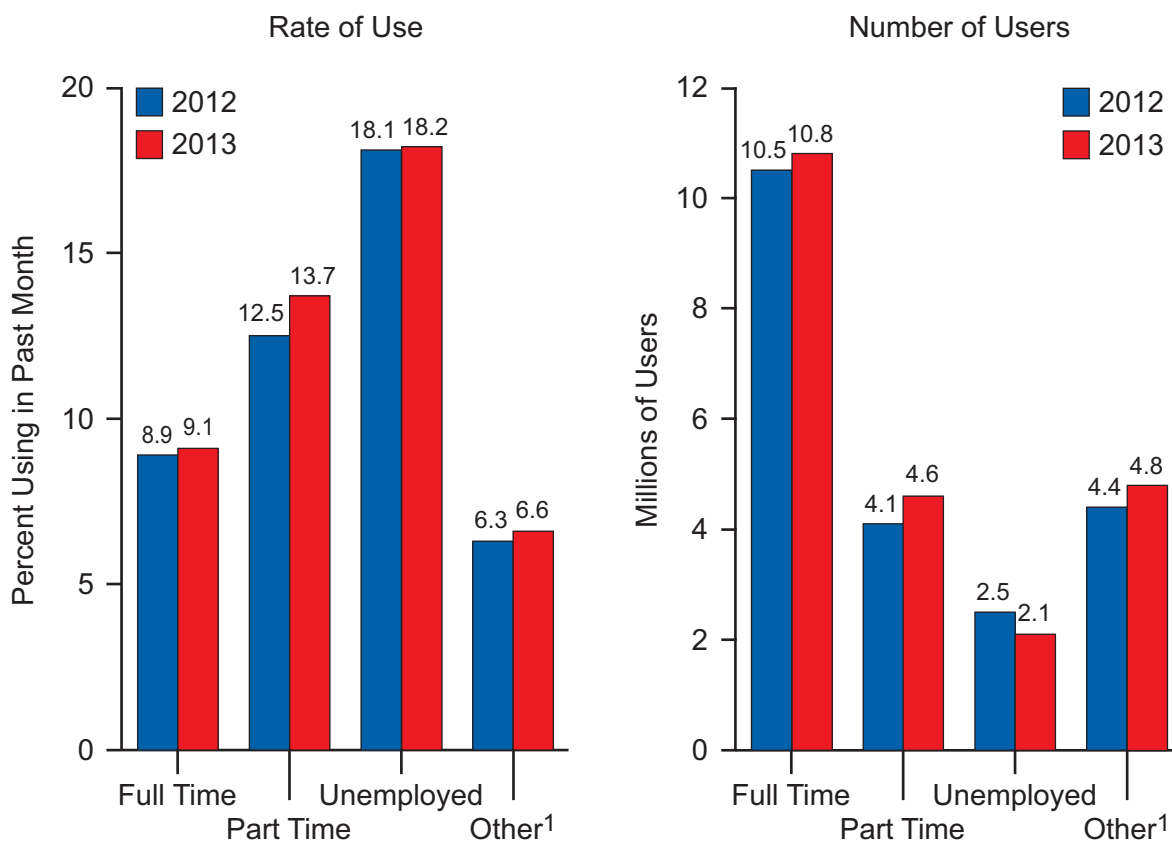 Rate of Use
Percent Using in Past Month
20
15
10
5
0
2012
2013
8.9
9.1
12.5
13.7
18.1
18.2
6.3
6.6
Full Time
Part Time
Unemployed
Other1
Number of Users
Millions of Users
12
10
8
6
4
2
0
2012
2013
10.5
10.8
4.1
4.6
2.5
2.1
4.4
4.8
Full Time
Part Time
Unemployed
Other1